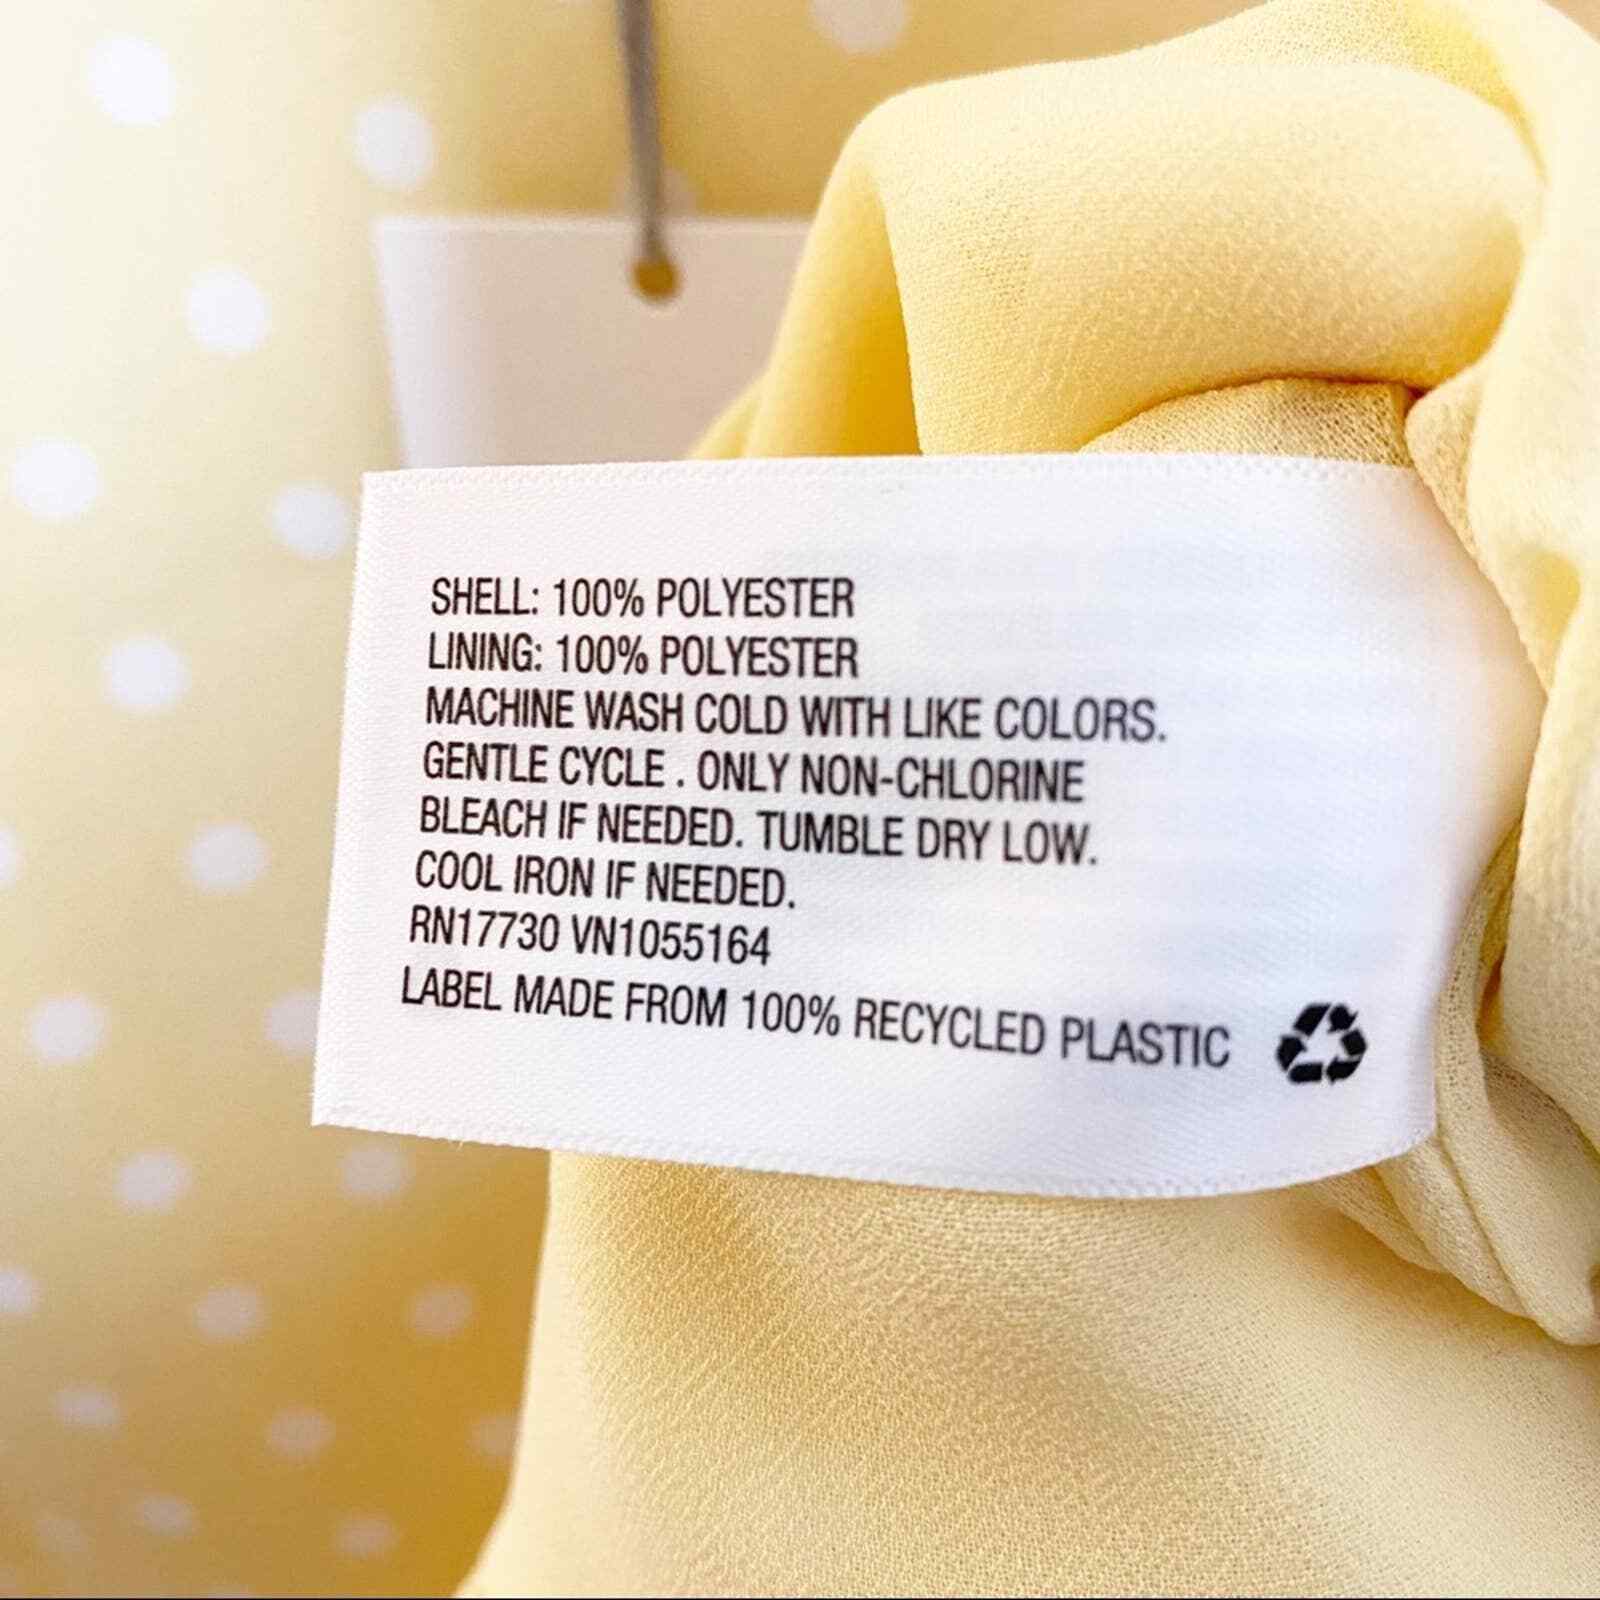 SHELL: 100% POLYESTER
LINING: 100% POLYESTER
MACHINE WASH COLD WITH LIKE COLORS.
GENTLE CYCLE . ONLY NON-CHLORINE
BLEACH IF NEEDED. TUMBLE DRY LOW.
COOL IRON IF NEEDED.
RN17730 VN1055164
LABEL MADE FROM 100% RECYCLED PLASTIC